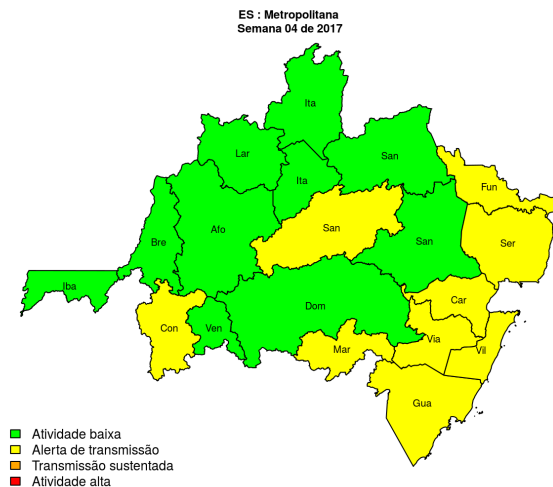 ES : Metropolitana
Semana 04 de 2017
Ita
Lar
San
Ita
Fun
Afo
San
Bre
San
Ser
Iba
Car
Dom
Con
Ven
Via
Mar
Vil
Gua
Atividade baixa
Alerta de transmissão
Transmissão sustentada
Atividade alta